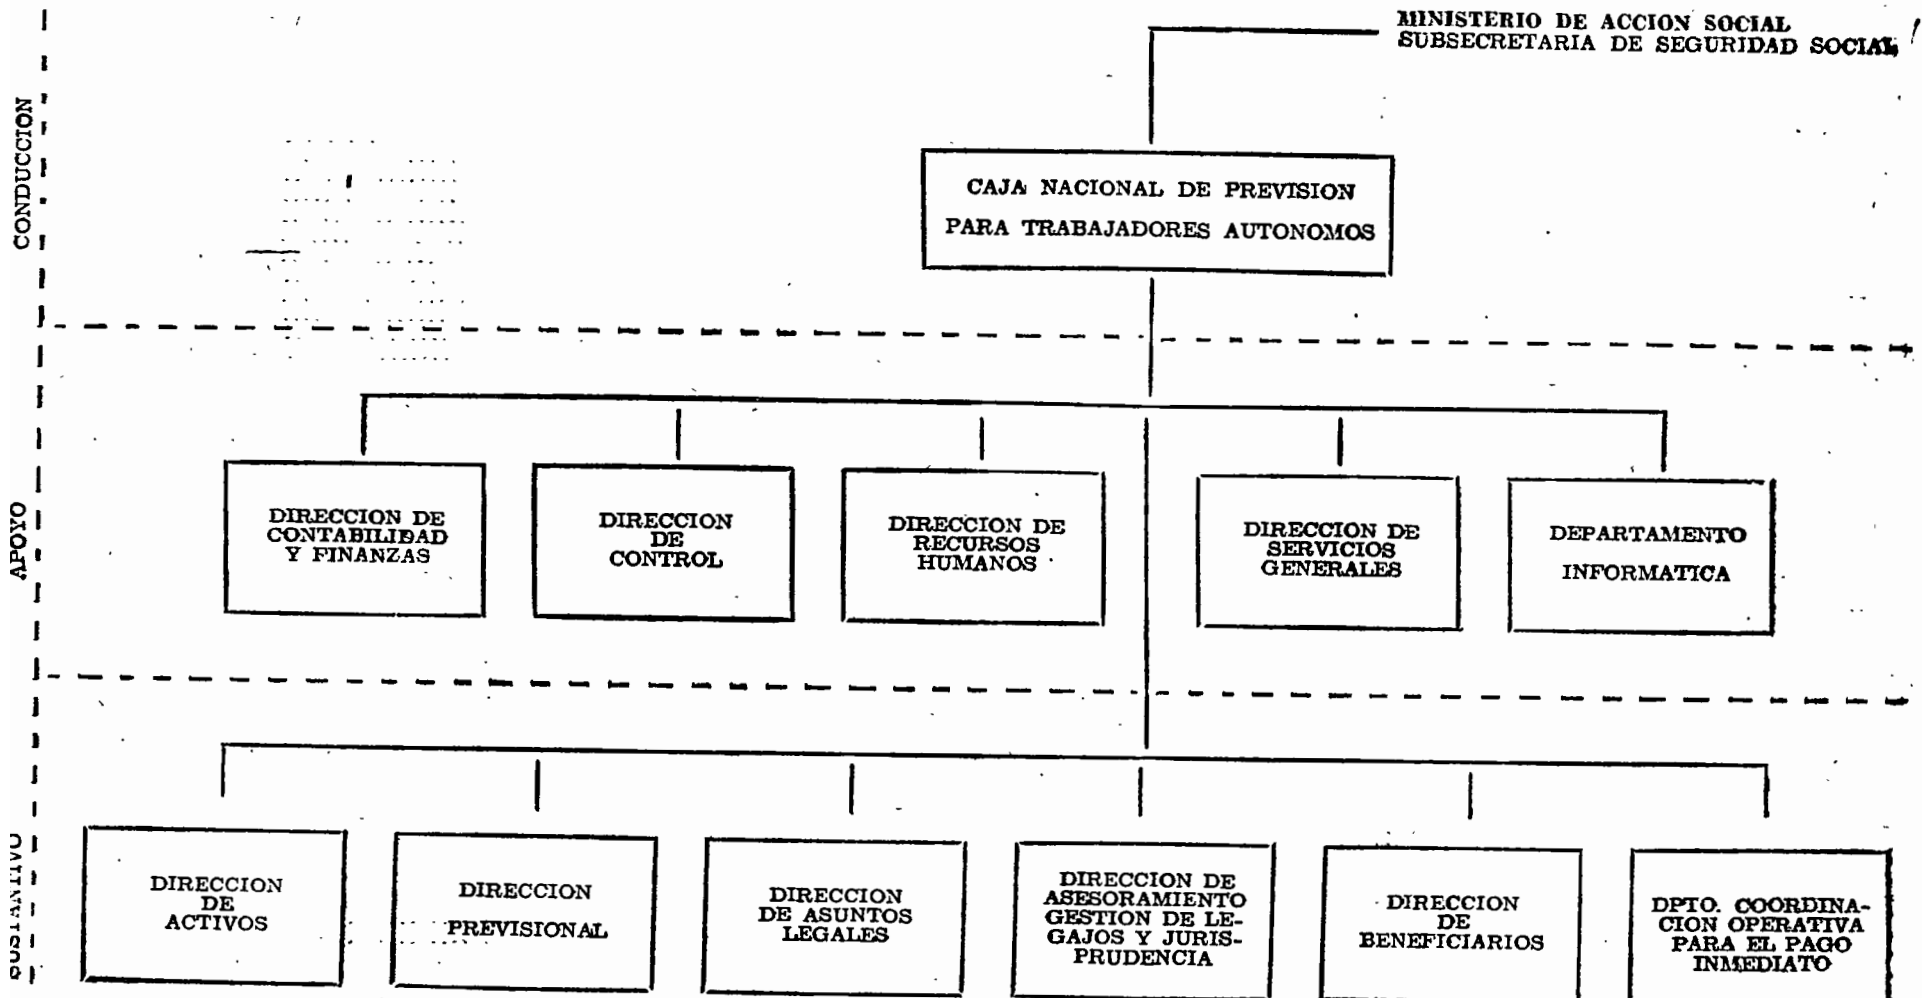 MINISTERIO DE ACCION SOCIAL
SUBSECRETARIA DE SEGURIDAD SOCIAL
CONDUCCION
CAJA NACIONAL DE PREVISION
PARA TRABAJADORES AUTONOMOS
APOYO
DIRECCION DE
CONTABILIDAD
Y FINANZAS
DIRECCION
DE
CONTROL
DIRECCION DE
RECURSOS
HUMANOS
DIRECCION DE
SERVICIOS
GENERALES
DEPARTAMENTO
INFORMATICA
SUSTANTIVO
DIRECCION
DE
ACTIVOS
DIRECCION
PREVISIONAL
DIRECCION
DE ASUNTOS
LEGALES
DIRECCION DE
ASESORAMIENTO
GESTION DE LE-
GAJOS Y JURIS-
PRUDENCIA
DIRECCION
DE
BENEFICIARIOS
DPTO. COORDINA-
CION OPERATIVA
PARA EL PAGO
INMEDIATO